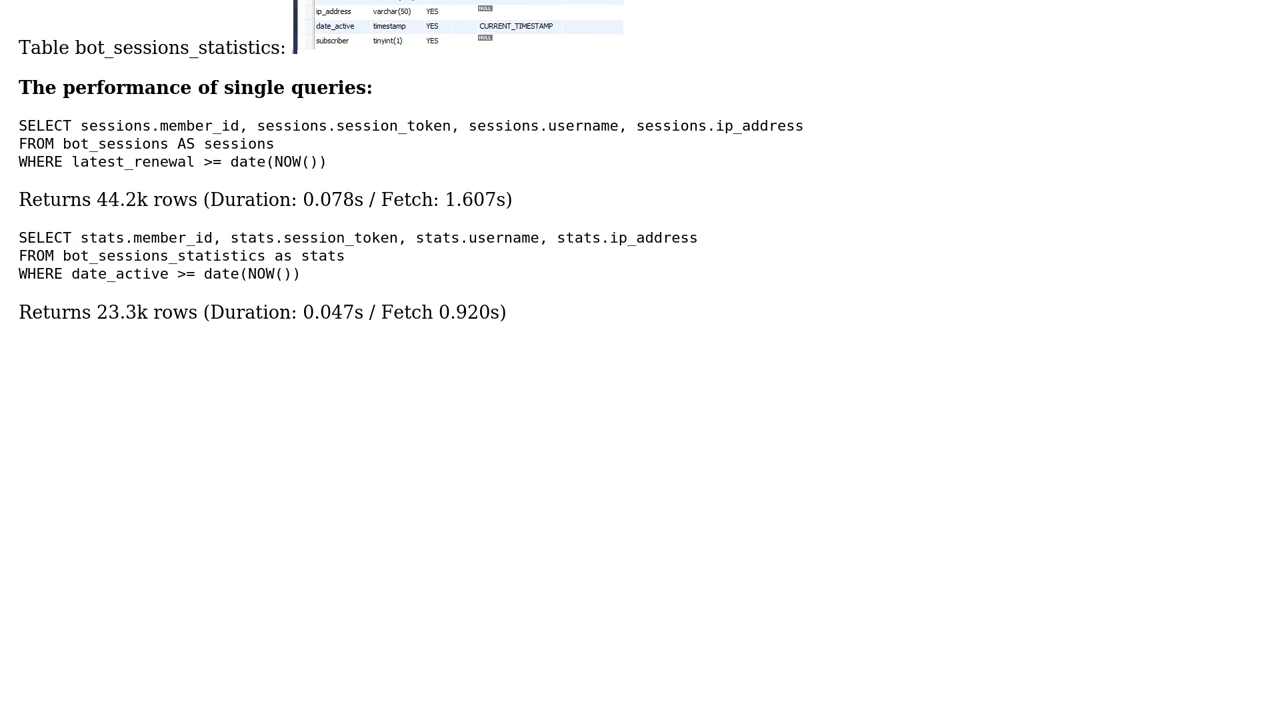 ip_address varchar(50) YES NULL
date_active timestamp YES CURRENT_TIMESTAMP
subscriber tinyint(1) YES NULL
Table bot_sessions_statistics:
The performance of single queries:
SELECT sessions.member_id, sessions.session_token, sessions.username, sessions.ip_address
FROM bot_sessions AS sessions
WHERE latest_renewal >= date(NOW())
Returns 44.2k rows (Duration: 0.078s / Fetch: 1.607s)
SELECT stats.member_id, stats.session_token, stats.username, stats.ip_address
FROM bot_sessions_statistics as stats
WHERE date_active >= date(NOW())
Returns 23.3k rows (Duration: 0.047s / Fetch 0.920s)